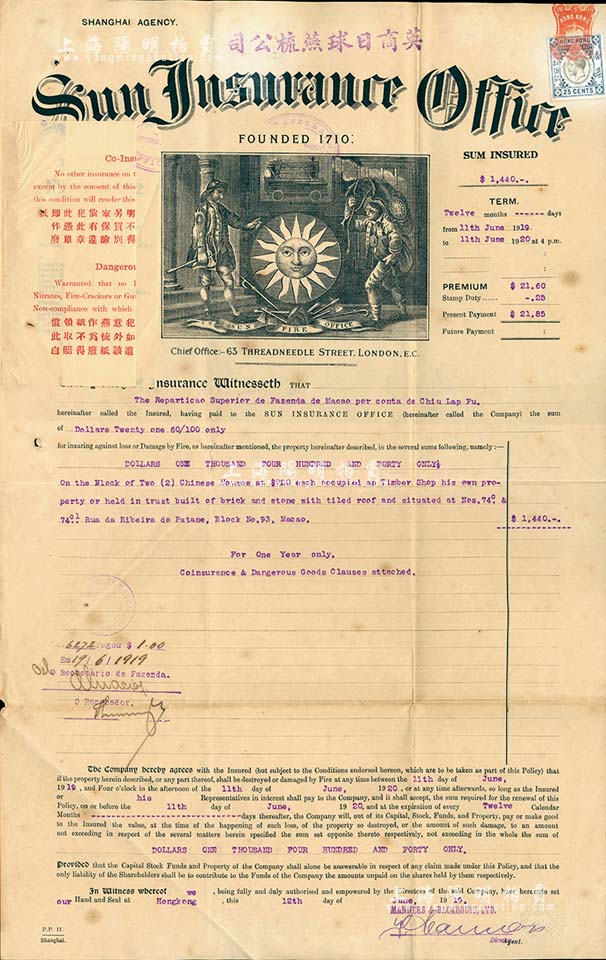 SHANGHAI AGENCY.
司公梳燕球日商英
Sun Insurance Office
FOUNDED 1710.
HONG KONG
HONG KONG
25 CENTS
SUM INSURED
$ 1,440.-.
TERM.
Twelve months ------ days
from 11th June 1919.
to 11th June 1920 at 4 p.m.
PREMIUM $ 21.60
Stamp Duty ...... -.25
Present Payment $ 21.85
Future Payment
Co-Insu
No other insurance on t
except by the consent of this
this condition will render this
Dangerou
Warranted that no
Nitrates, Fire-Crackers or Gu
Non-compliance with which
SUN FIRE OFFICE
Chief Office:- 63 THREADNEEDLE STREET, LONDON, E.C.
Insurance Witnesseth THAT
The Reparticao Superior de Fazenda de Macao por conta de Chiu Lap Fu.
hereinafter called the Insured, having paid to the SUN INSURANCE OFFICE (hereinafter called the Company) the sum
of Dollars Twenty one 60/100 only
for insuring against loss or Damage by Fire, as hereinafter mentioned, the property hereinafter described, in the several sums following, namely :—
DOLLARS ONE THOUSAND FOUR HUNDRED AND FORTY ONLY.
On the Block of Two (2) Chinese Houses at $720 each occupied as Timber Shop his own pro-
perty or held in trust built of brick and stone with tiled roof and situated at Nos.74C &
74C1 Rua da Ribeira do Patane, Block No.93, Macao. $ 1,440.-.
For One Year only.
Coinsurance & Dangerous Goods Clauses attached.
6272 Pagou $ 1.00
Em 19/6/1919
O Secretario de Fazenda.
O Recebedor.
The Company hereby agrees with the Insured (but subject to the Conditions endorsed hereon, which are to be taken as part of this Policy) that
if the property herein described, or any part thereof, shall be destroyed or damaged by Fire at any time between the 11th day of June,
1919, and Four o'clock in the afternoon of the 11th day of June, 1920, or at any time afterwards, so long as the Insured
or his Representatives in interest shall pay to the Company, and it shall accept, the sum required for the renewal of this
Policy, on or before the 11th day of June, 1920, and at the expiration of every Twelve Calendar
Months ------ days thereafter, the Company will, out of its Capital, Stock, Funds, and Property, pay or make good
to the Insured the value, at the time of the happening of such loss, of the property so destroyed, or the amount of such damage, to an amount
not exceeding in respect of the several matters herein specified the sum set opposite thereto respectively, not exceeding in the whole the sum of
DOLLARS ONE THOUSAND FOUR HUNDRED AND FORTY ONLY.
Provided that the Capital Stock Funds and Property of the Company shall alone be answerable in respect of any claim made under this Policy, and that the
only liability of the Shareholders shall be to contribute to the Funds of the Company the amounts unpaid on the shares held by them respectively.
In Witness whereof we, being fully and duly authorised and empowered by the Directors of the said Company, have hereunto set
our Hand and Seal at Hongkong, this 12th day of June, 1919.
MANNERS & BACKHOUSE, LTD.
Director
Agent.
P.P. 11.
Shanghai.